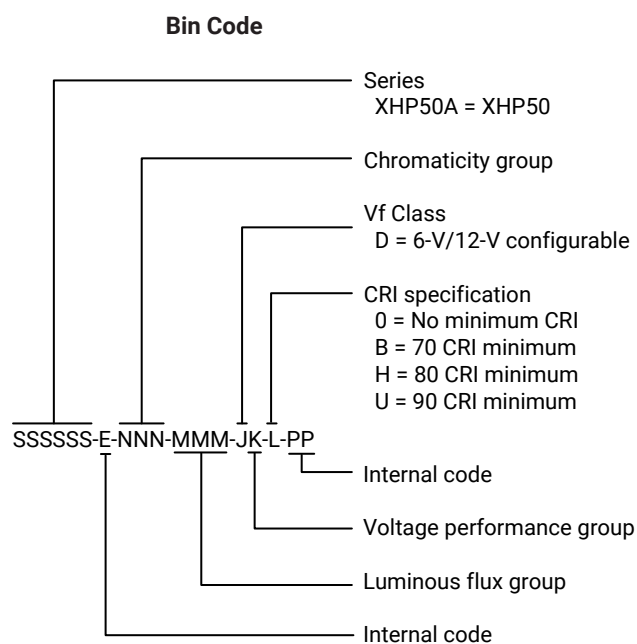 Bin Code
Series
XHP50A = XHP50
Chromaticity group
Vf Class
D = 6-V/12-V configurable
CRI specification
0 = No minimum CRI
B = 70 CRI minimum
H = 80 CRI minimum
U = 90 CRI minimum
SSSSSS-E-NNN-MMM-JK-L-PP
Internal code
Voltage performance group
Luminous flux group
Internal code